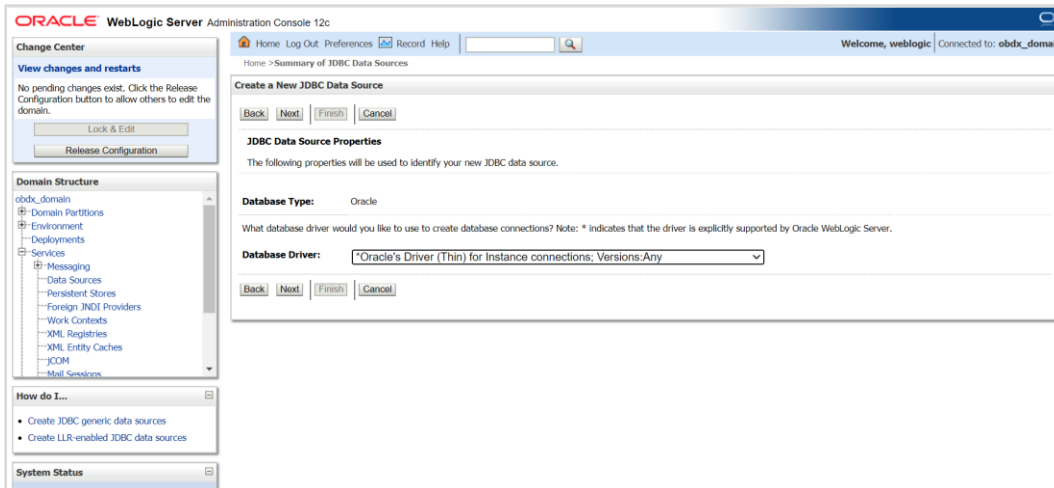 ORACLE WebLogic Server Administration Console 12c
Change Center
View changes and restarts
No pending changes exist. Click the Release
Configuration button to allow others to edit the
domain.
Lock & Edit
Release Configuration
Domain Structure
obdx_domain
Domain Partitions
Environment
Deployments
Services
Messaging
Data Sources
Persistent Stores
Foreign JNDI Providers
Work Contexts
XML Registries
XML Entity Caches
jCOM
Mail Sessions
How do I...
Create JDBC generic data sources
Create LLR-enabled JDBC data sources
System Status
Home Log Out Preferences Record Help
Welcome, weblogic Connected to: obdx_domai
Home >Summary of JDBC Data Sources
Create a New JDBC Data Source
Back Next Finish Cancel
JDBC Data Source Properties
The following properties will be used to identify your new JDBC data source.
Database Type: Oracle
What database driver would you like to use to create database connections? Note: * indicates that the driver is explicitly supported by Oracle WebLogic Server.
Database Driver: *Oracle's Driver (Thin) for Instance connections; Versions:Any
Back Next Finish Cancel